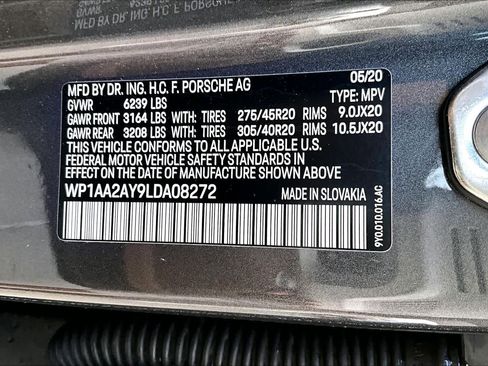 MFD BY DR. ING. H.C. F. PORSCHE AG 05/20
GVWR 6239 LBS TYPE: MPV
GAWR FRONT 3164 LBS WITH TIRES 275/45R20 RIMS 9.0JX20
GAWR REAR 3208 LBS WITH TIRES 305/40R20 RIMS 10.5JX20
THIS VEHICLE CONFORMS TO ALL APPLICABLE U.S.
FEDERAL MOTOR VEHICLE SAFETY STANDARDS IN
EFFECT ON THE DATE OF MANUFACTURE SHOWN ABOVE
WP1AA2AY9LDA08272 MADE IN SLOVAKIA
9Y0.010.016.AC